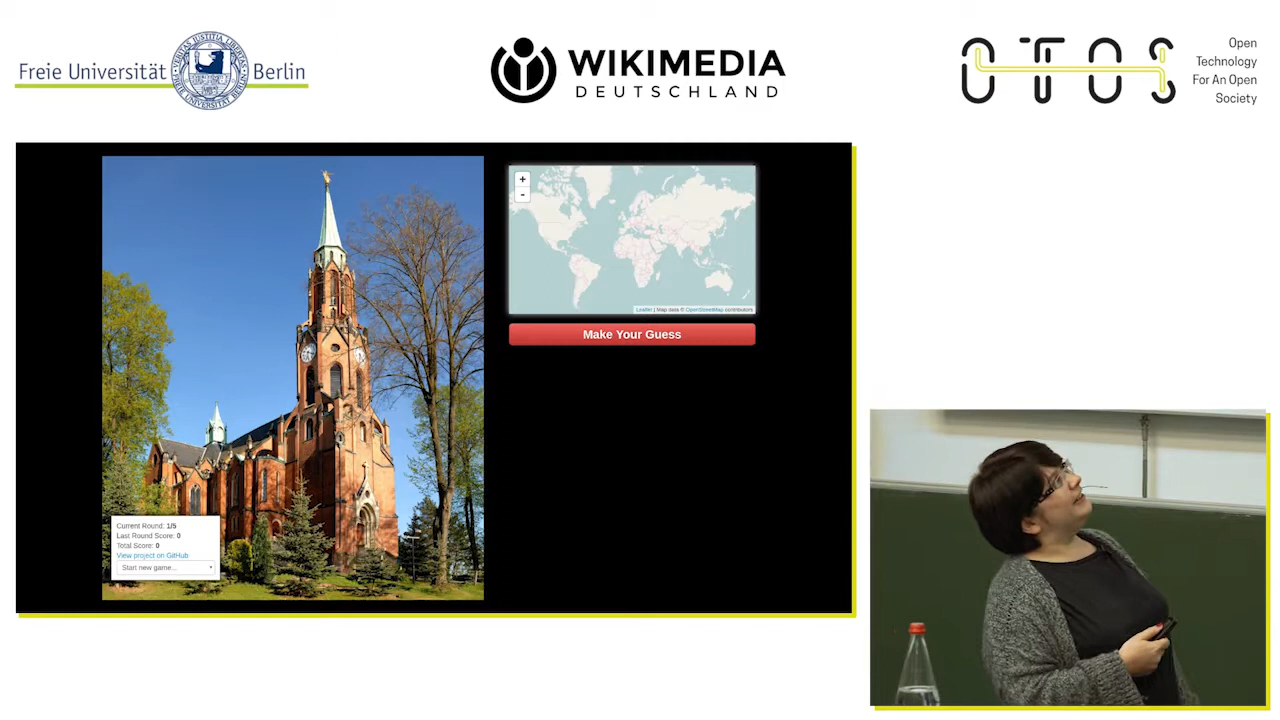 Freie Universität Berlin
WIKIMEDIA
DEUTSCHLAND
OTOS
Open
Technology
For An Open
Society
+
-
Leaflet | Map data © OpenStreetMap contributors
Make Your Guess
Current Round: 1/5
Last Round Score: 0
Total Score: 0
View project on GitHub
Start new game...